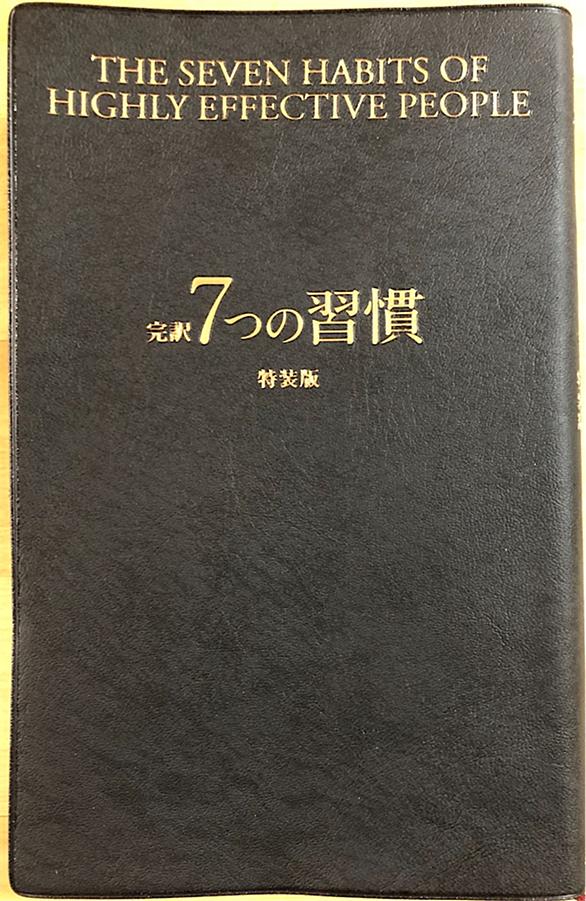 THE SEVEN HABITS OF
HIGHLY EFFECTIVE PEOPLE
完訳7つの習慣
特装版